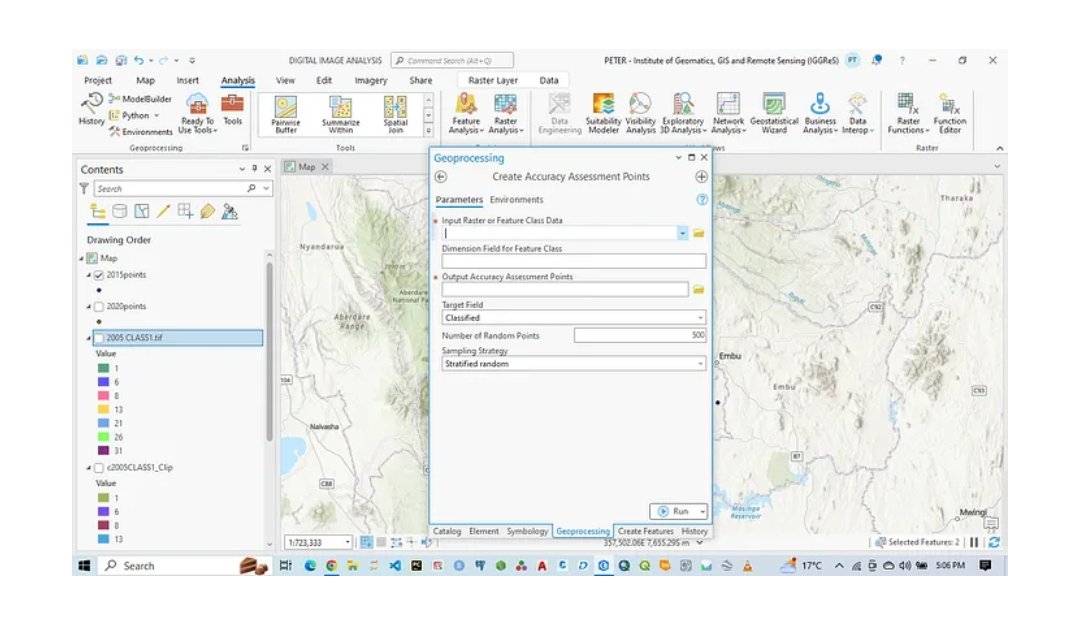 DIGITAL IMAGE ANALYSIS
Command Search (Alt+Q)
PETER - Institute of Geomatics, GIS and Remote Sensing (IGGReS)
PT
Project Map Insert Analysis View Edit Imagery Share Raster Layer Data
History
ModelBuilder
Python
Environments
Ready To Use Tools
Tools
Pairwise Buffer
Summarize Within
Spatial Join
Feature Analysis
Raster Analysis
Data Engineering
Suitability Modeler
Visibility Analysis
Exploratory 3D Analysis
Network Analysis
Geostatistical Wizard
Business Analysis
Data Interop
Raster Functions
Function Editor
Geoprocessing
Tools
Raster
Contents
Search
Drawing Order
Map
2015points
2020points
2005 CLASS1.tif
Value
1
6
8
13
21
26
31
c2005CLASS1_Clip
Value
1
6
8
13
Map
Nyandarua
Aberdare
National Pa
Aberdare
Range
Naivasha
104
C88
Geoprocessing
Create Accuracy Assessment Points
Parameters Environments
* Input Raster or Feature Class Data
Dimension Field for Feature Class
* Output Accuracy Assessment Points
Target Field
Classified
Number of Random Points 500
Sampling Strategy
Stratified random
Run
Catalog Element Symbology Geoprocessing Create Features History
Tharaka
C92
Embu
Embu
C93
B7
Masinga
Reservoir
Mwingi
1:723,333
357,502.06E 7,655.29S m
Selected Features: 2
Search
17°C
5:06 PM